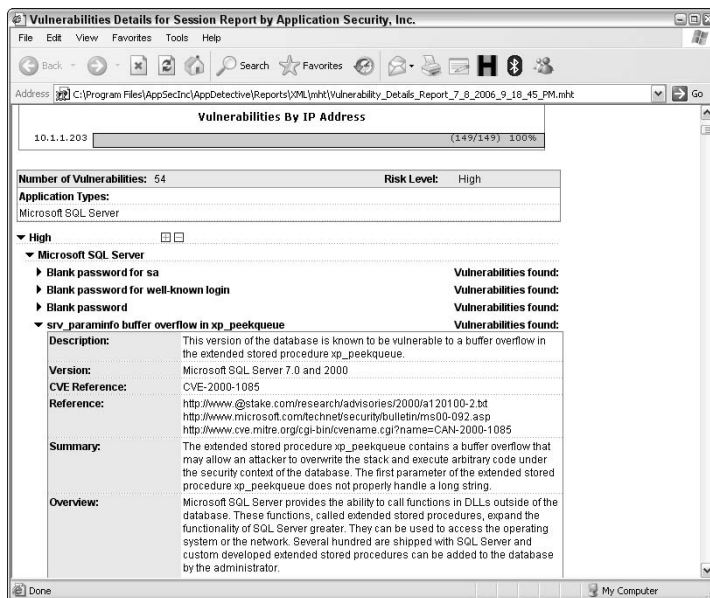 Vulnerabilities Details for Session Report by Application Security, Inc.
File Edit View Favorites Tools Help
Back Search Favorites
Address C:\Program Files\AppSecInc\AppDetective\Reports\XML\mht\Vulnerability_Details_Report_7_8_2006_9_18_45_PM.mht Go
Vulnerabilities By IP Address
10.1.1.203 (149/149) 100%
Number of Vulnerabilities: 54 Risk Level: High
Application Types:
Microsoft SQL Server
High
Microsoft SQL Server
Blank password for sa Vulnerabilities found:
Blank password for well-known login Vulnerabilities found:
Blank password Vulnerabilities found:
srv_paraminfo buffer overflow in xp_peekqueue Vulnerabilities found:
Description: This version of the database is known to be vulnerable to a buffer overflow in
the extended stored procedure xp_peekqueue.
Version: Microsoft SQL Server 7.0 and 2000
CVE Reference: CVE-2000-1085
Reference: http://www.@stake.com/research/advisories/2000/a120100-2.txt
http://www.microsoft.com/technet/security/bulletin/ms00-092.asp
http://www.cve.mitre.org/cgi-bin/cvename.cgi?name=CAN-2000-1085
Summary: The extended stored procedure xp_peekqueue contains a buffer overflow that
may allow an attacker to overwrite the stack and execute arbitrary code under
the security context of the database. The first parameter of the extended stored
procedure xp_peekqueue does not properly handle a long string.
Overview: Microsoft SQL Server provides the ability to call functions in DLLs outside of the
database. These functions, called extended stored procedures, expand the
functionality of SQL Server greater. They can be used to access the operating
system or the network. Several hundred are shipped with SQL Server and
custom developed extended stored procedures can be added to the database
by the administrator.
Done My Computer